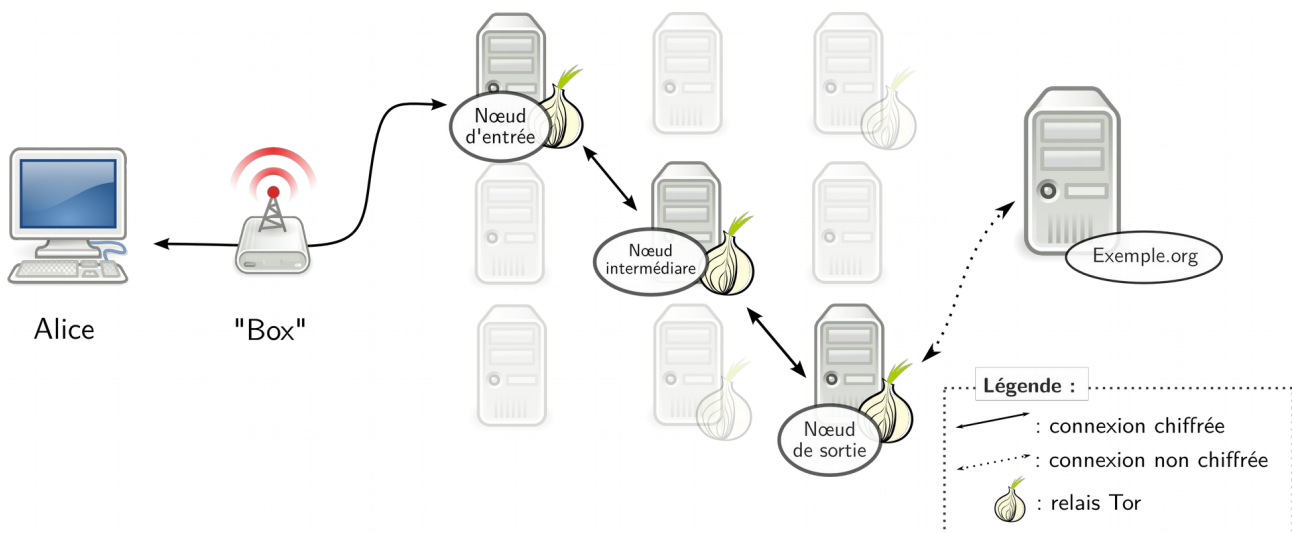 Nœud
d'entrée
Nœud
intermédiare
Exemple.org
Alice
"Box"
Nœud
de sortie
Légende :
: connexion chiffrée
: connexion non chiffrée
: relais Tor